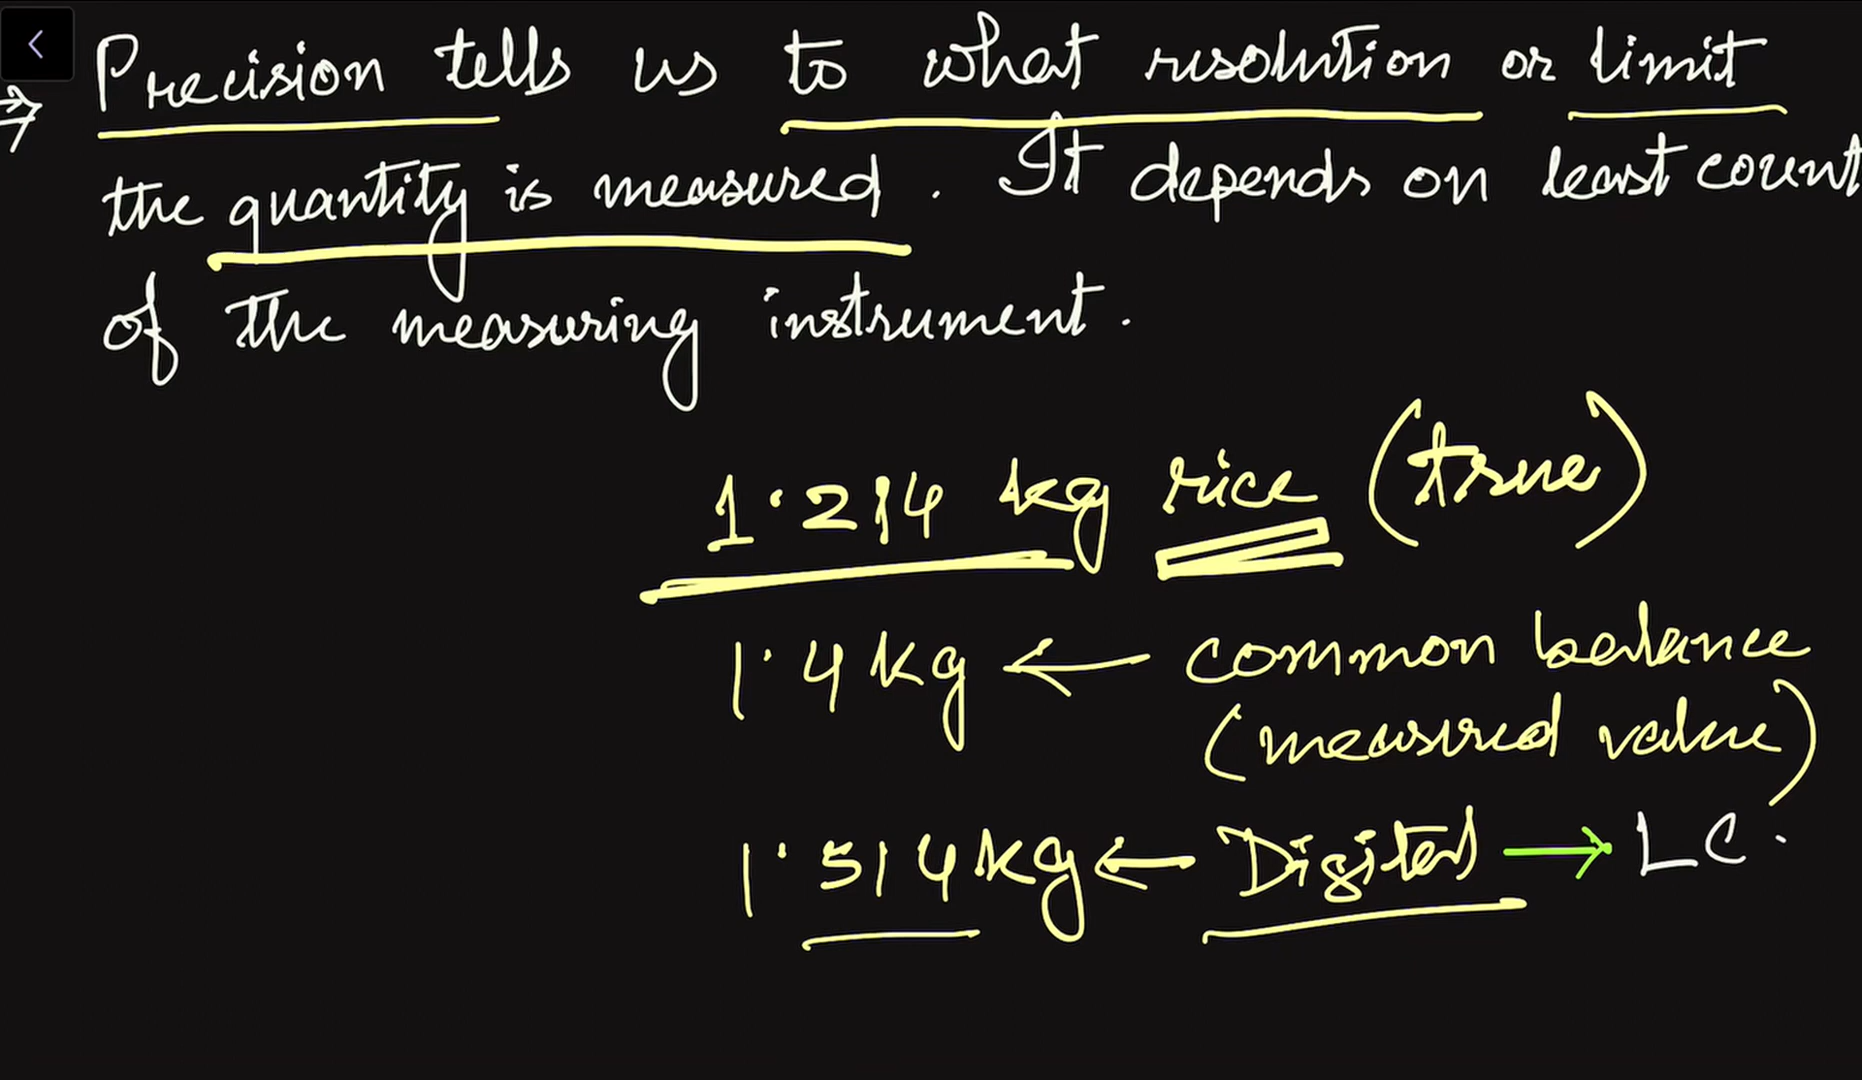 ⇒ Precision tells us to what resolution or limit
the quantity is measured. It depends on least count
of the measuring instrument.
1.214 kg rice (true)
1.4 kg ← common balance
(measured value)
1.514 kg ← Digital → LC.